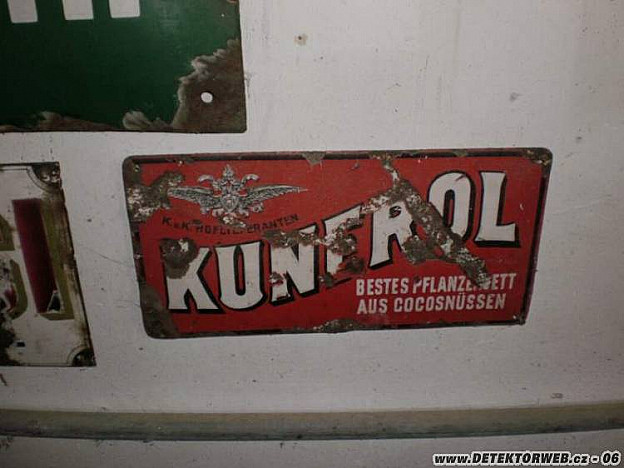 K. u. K. HOFLIEFERANTEN
KUNEROL
BESTES PFLANZENFETT
AUS COCOSNÜSSEN
WWW.DETEKTORWEB.cz - 06